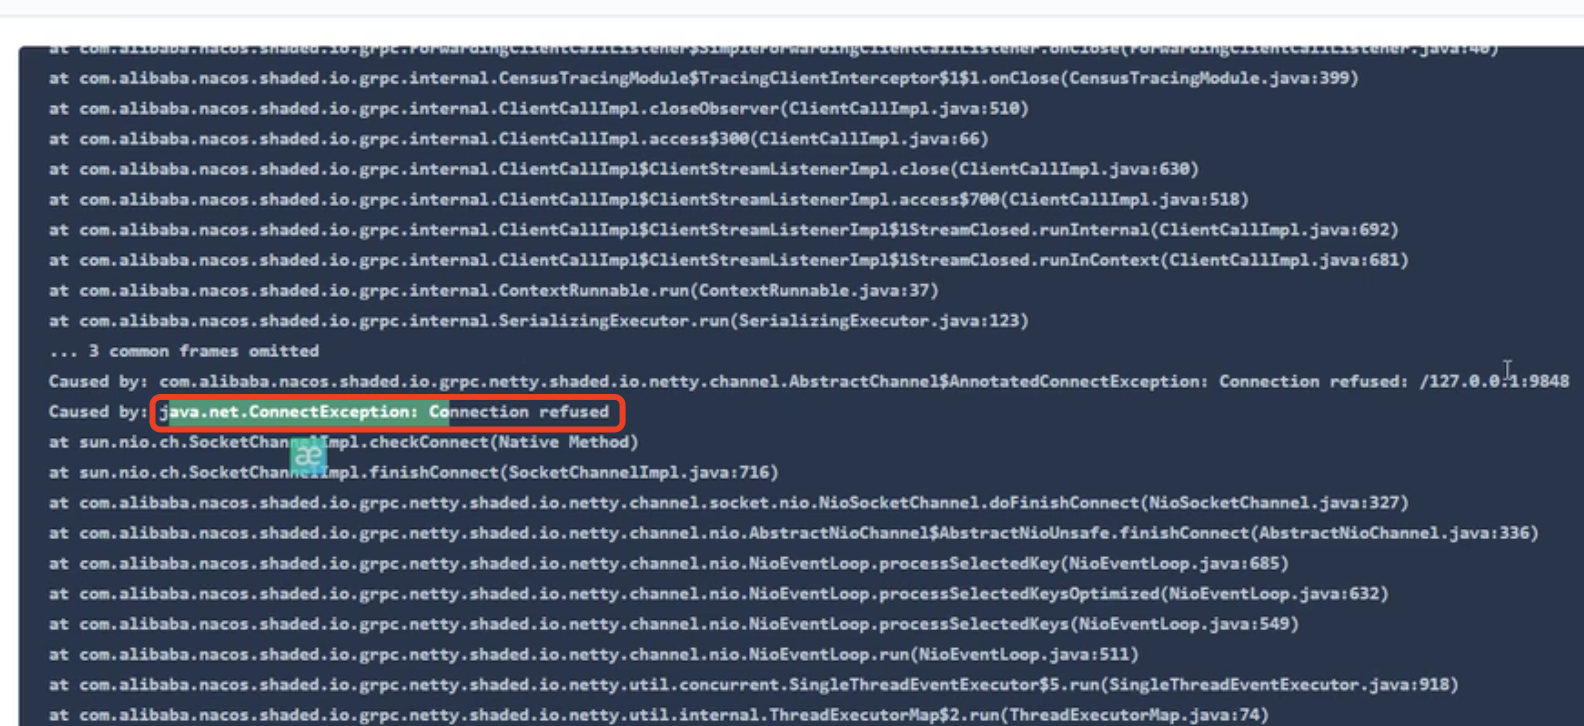 at com.alibaba.nacos.shaded.io.grpc.ForwardingClientCallListener$SimpleForwardingClientCallListener.onClose(ForwardingClientCallListener.java:40)
at com.alibaba.nacos.shaded.io.grpc.internal.CensusTracingModule$TracingClientInterceptor$1$1.onClose(CensusTracingModule.java:399)
at com.alibaba.nacos.shaded.io.grpc.internal.ClientCallImpl.closeObserver(ClientCallImpl.java:510)
at com.alibaba.nacos.shaded.io.grpc.internal.ClientCallImpl.access$300(ClientCallImpl.java:66)
at com.alibaba.nacos.shaded.io.grpc.internal.ClientCallImpl$ClientStreamListenerImpl.close(ClientCallImpl.java:630)
at com.alibaba.nacos.shaded.io.grpc.internal.ClientCallImpl$ClientStreamListenerImpl.access$700(ClientCallImpl.java:518)
at com.alibaba.nacos.shaded.io.grpc.internal.ClientCallImpl$ClientStreamListenerImpl$1StreamClosed.runInternal(ClientCallImpl.java:692)
at com.alibaba.nacos.shaded.io.grpc.internal.ClientCallImpl$ClientStreamListenerImpl$1StreamClosed.runInContext(ClientCallImpl.java:681)
at com.alibaba.nacos.shaded.io.grpc.internal.ContextRunnable.run(ContextRunnable.java:37)
at com.alibaba.nacos.shaded.io.grpc.internal.SerializingExecutor.run(SerializingExecutor.java:123)
... 3 common frames omitted
Caused by: com.alibaba.nacos.shaded.io.grpc.netty.shaded.io.netty.channel.AbstractChannel$AnnotatedConnectException: Connection refused: /127.0.0.1:9848
Caused by: java.net.ConnectException: Connection refused
at sun.nio.ch.SocketChannelImpl.checkConnect(Native Method)
æ
at sun.nio.ch.SocketChannelImpl.finishConnect(SocketChannelImpl.java:716)
at com.alibaba.nacos.shaded.io.grpc.netty.shaded.io.netty.channel.socket.nio.NioSocketChannel.doFinishConnect(NioSocketChannel.java:327)
at com.alibaba.nacos.shaded.io.grpc.netty.shaded.io.netty.channel.nio.AbstractNioChannel$AbstractNioUnsafe.finishConnect(AbstractNioChannel.java:336)
at com.alibaba.nacos.shaded.io.grpc.netty.shaded.io.netty.channel.nio.NioEventLoop.processSelectedKey(NioEventLoop.java:685)
at com.alibaba.nacos.shaded.io.grpc.netty.shaded.io.netty.channel.nio.NioEventLoop.processSelectedKeysOptimized(NioEventLoop.java:632)
at com.alibaba.nacos.shaded.io.grpc.netty.shaded.io.netty.channel.nio.NioEventLoop.processSelectedKeys(NioEventLoop.java:549)
at com.alibaba.nacos.shaded.io.grpc.netty.shaded.io.netty.channel.nio.NioEventLoop.run(NioEventLoop.java:511)
at com.alibaba.nacos.shaded.io.grpc.netty.shaded.io.netty.util.concurrent.SingleThreadEventExecutor$5.run(SingleThreadEventExecutor.java:918)
at com.alibaba.nacos.shaded.io.grpc.netty.shaded.io.netty.util.internal.ThreadExecutorMap$2.run(ThreadExecutorMap.java:74)